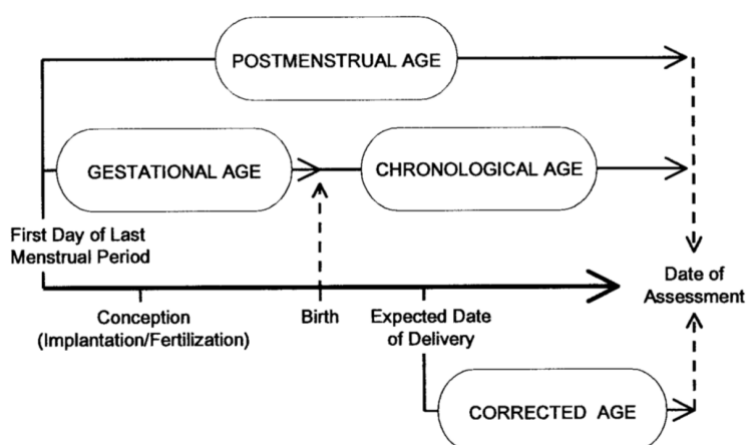 POSTMENSTRUAL AGE
GESTATIONAL AGE
CHRONOLOGICAL AGE
First Day of Last
Menstrual Period
Date of
Assessment
Conception
(Implantation/Fertilization)
Birth
Expected Date
of Delivery
CORRECTED AGE